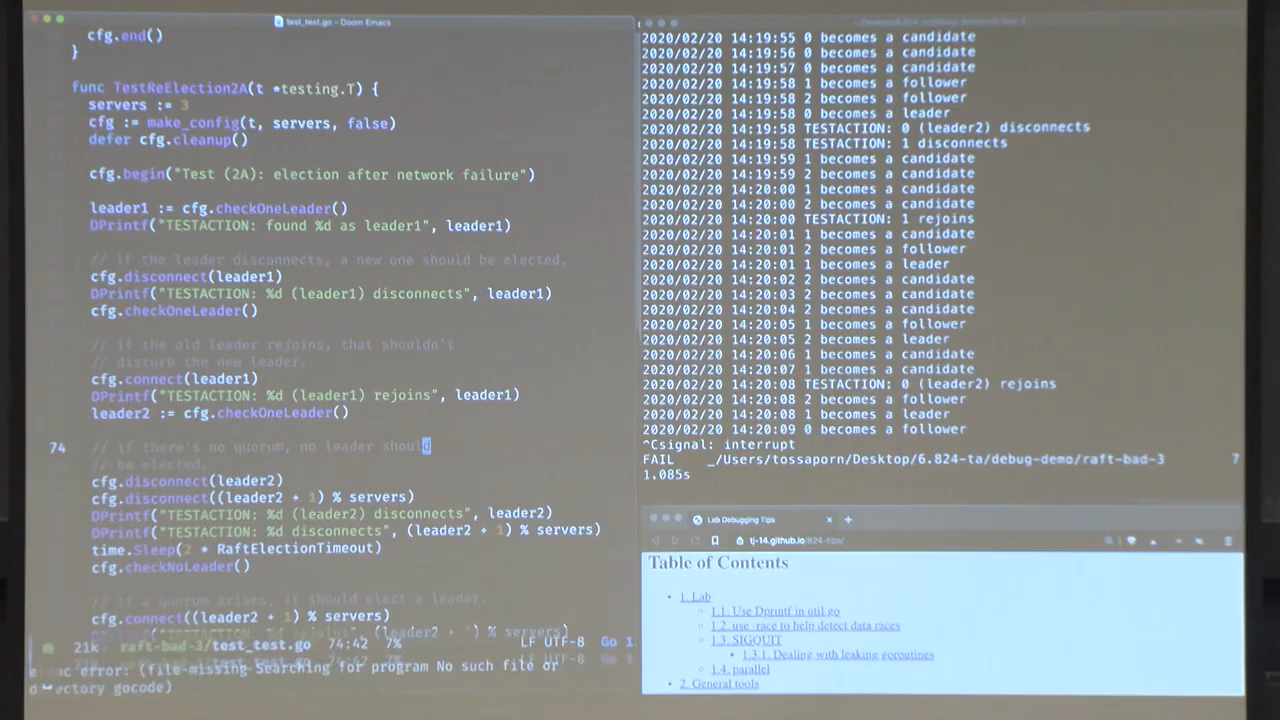 test_test.go – Doom Emacs
cfg.end()
}
func TestReElection2A(t *testing.T) {
servers := 3
cfg := make_config(t, servers, false)
defer cfg.cleanup()
cfg.begin("Test (2A): election after network failure")
leader1 := cfg.checkOneLeader()
DPrintf("TESTACTION: found %d as leader1", leader1)
// if the leader disconnects, a new one should be elected.
cfg.disconnect(leader1)
DPrintf("TESTACTION: %d (leader1) disconnects", leader1)
cfg.checkOneLeader()
// if the old leader rejoins, that shouldn't
// disturb the new leader.
cfg.connect(leader1)
DPrintf("TESTACTION: %d (leader1) rejoins", leader1)
leader2 := cfg.checkOneLeader()
74 // if there's no quorum, no leader should
// be elected.
cfg.disconnect(leader2)
cfg.disconnect((leader2 + 1) % servers)
DPrintf("TESTACTION: %d (leader2) disconnects", leader2)
DPrintf("TESTACTION: %d disconnects", (leader2 + 1) % servers)
time.Sleep(2 * RaftElectionTimeout)
cfg.checkNoLeader()
// if a quorum arises, it should elect a leader.
cfg.connect((leader2 + 1) % servers)
21k raft-bad-3/test_test.go 74:42 7% LF UTF-8 Go 1
error: (file-missing Searching for program No such file or
directory gocode)
2020/02/20 14:19:55 0 becomes a candidate
2020/02/20 14:19:56 0 becomes a candidate
2020/02/20 14:19:57 0 becomes a candidate
2020/02/20 14:19:58 1 becomes a follower
2020/02/20 14:19:58 2 becomes a follower
2020/02/20 14:19:58 0 becomes a leader
2020/02/20 14:19:58 TESTACTION: 0 (leader2) disconnects
2020/02/20 14:19:58 TESTACTION: 1 disconnects
2020/02/20 14:19:59 1 becomes a candidate
2020/02/20 14:19:59 2 becomes a candidate
2020/02/20 14:20:00 1 becomes a candidate
2020/02/20 14:20:00 2 becomes a candidate
2020/02/20 14:20:00 TESTACTION: 1 rejoins
2020/02/20 14:20:01 1 becomes a candidate
2020/02/20 14:20:01 2 becomes a follower
2020/02/20 14:20:01 1 becomes a leader
2020/02/20 14:20:02 2 becomes a candidate
2020/02/20 14:20:03 2 becomes a candidate
2020/02/20 14:20:04 2 becomes a candidate
2020/02/20 14:20:05 1 becomes a follower
2020/02/20 14:20:05 2 becomes a leader
2020/02/20 14:20:06 1 becomes a candidate
2020/02/20 14:20:07 1 becomes a candidate
2020/02/20 14:20:08 TESTACTION: 0 (leader2) rejoins
2020/02/20 14:20:08 2 becomes a follower
2020/02/20 14:20:08 1 becomes a leader
2020/02/20 14:20:09 0 becomes a follower
^Csignal: interrupt
FAIL _/Users/tossaporn/Desktop/6.824-ta/debug-demo/raft-bad-3 7
1.085s
Lab Debugging Tips
tj-14.github.io/824-tips/
Table of Contents
1. Lab
1.1. Use Dprintf in util.go
1.2. use -race to help detect data races
1.3. SIGQUIT
1.3.1. Dealing with leaking goroutines
1.4. parallel
2. General tools